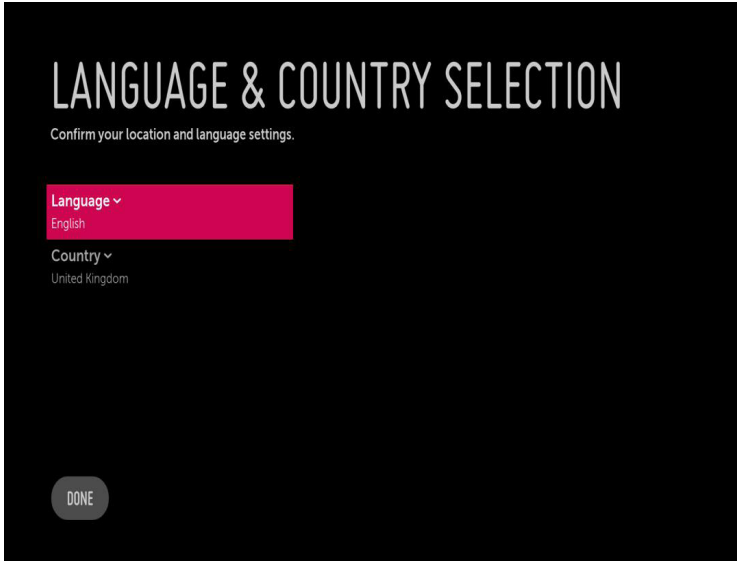 LANGUAGE & COUNTRY SELECTION
Confirm your location and language settings.
Language
English
Country
United Kingdom
DONE